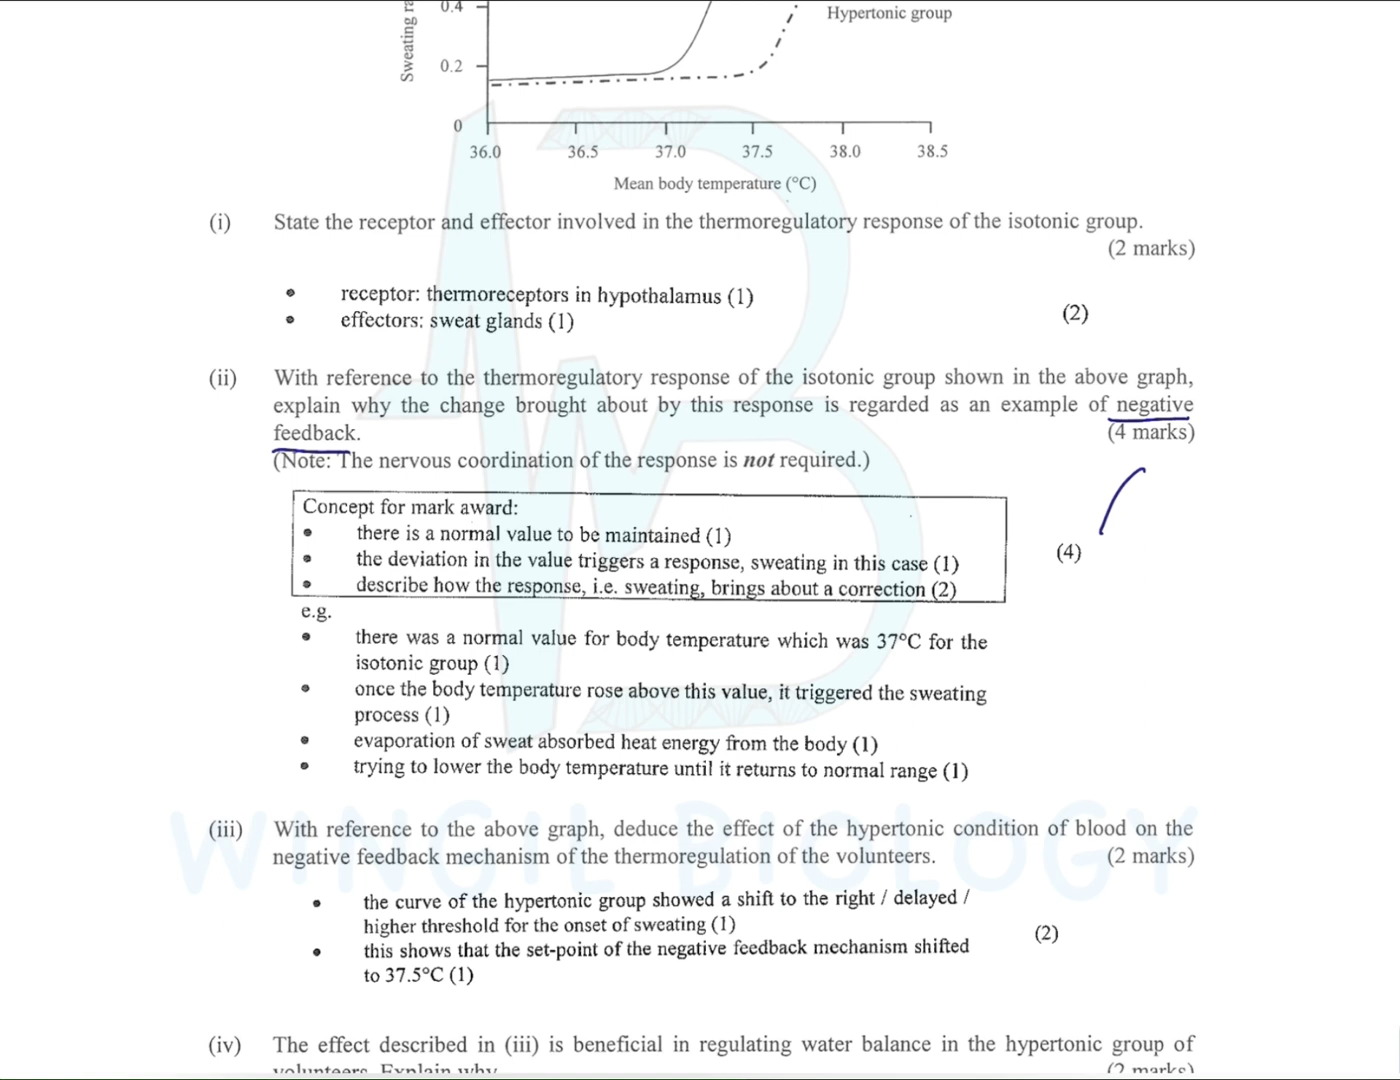 Sweating ra
0.4
0.2
0
Hypertonic group
36.0 36.5 37.0 37.5 38.0 38.5
Mean body temperature (°C)
(i) State the receptor and effector involved in the thermoregulatory response of the isotonic group.
(2 marks)
• receptor: thermoreceptors in hypothalamus (1)
• effectors: sweat glands (1)
(2)
(ii) With reference to the thermoregulatory response of the isotonic group shown in the above graph,
explain why the change brought about by this response is regarded as an example of negative
feedback. (4 marks)
(Note: The nervous coordination of the response is not required.)
Concept for mark award:
• there is a normal value to be maintained (1)
• the deviation in the value triggers a response, sweating in this case (1)
• describe how the response, i.e. sweating, brings about a correction (2)
(4)
e.g.
• there was a normal value for body temperature which was 37°C for the
isotonic group (1)
• once the body temperature rose above this value, it triggered the sweating
process (1)
• evaporation of sweat absorbed heat energy from the body (1)
• trying to lower the body temperature until it returns to normal range (1)
WINGIL BIOLOGY
(iii) With reference to the above graph, deduce the effect of the hypertonic condition of blood on the
negative feedback mechanism of the thermoregulation of the volunteers. (2 marks)
• the curve of the hypertonic group showed a shift to the right / delayed /
higher threshold for the onset of sweating (1)
• this shows that the set-point of the negative feedback mechanism shifted
to 37.5°C (1)
(2)
(iv) The effect described in (iii) is beneficial in regulating water balance in the hypertonic group of
volunteers. Explain why. (2 marks)